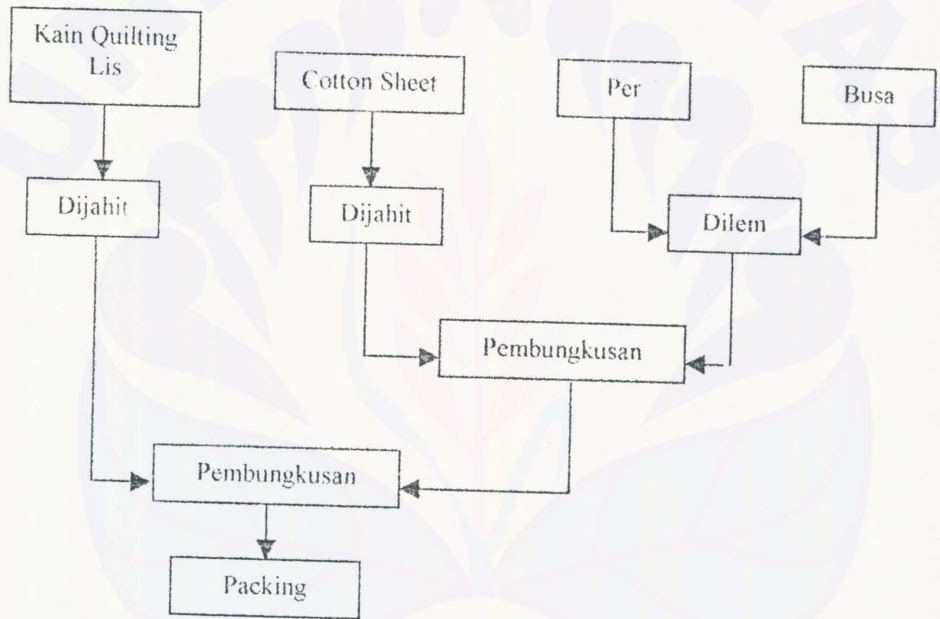 Kain Quilting
Lis
Cotton Sheet
Per
Busa
Dijahit
Dijahit
Dilem
Pembungkusan
Pembungkusan
Packing